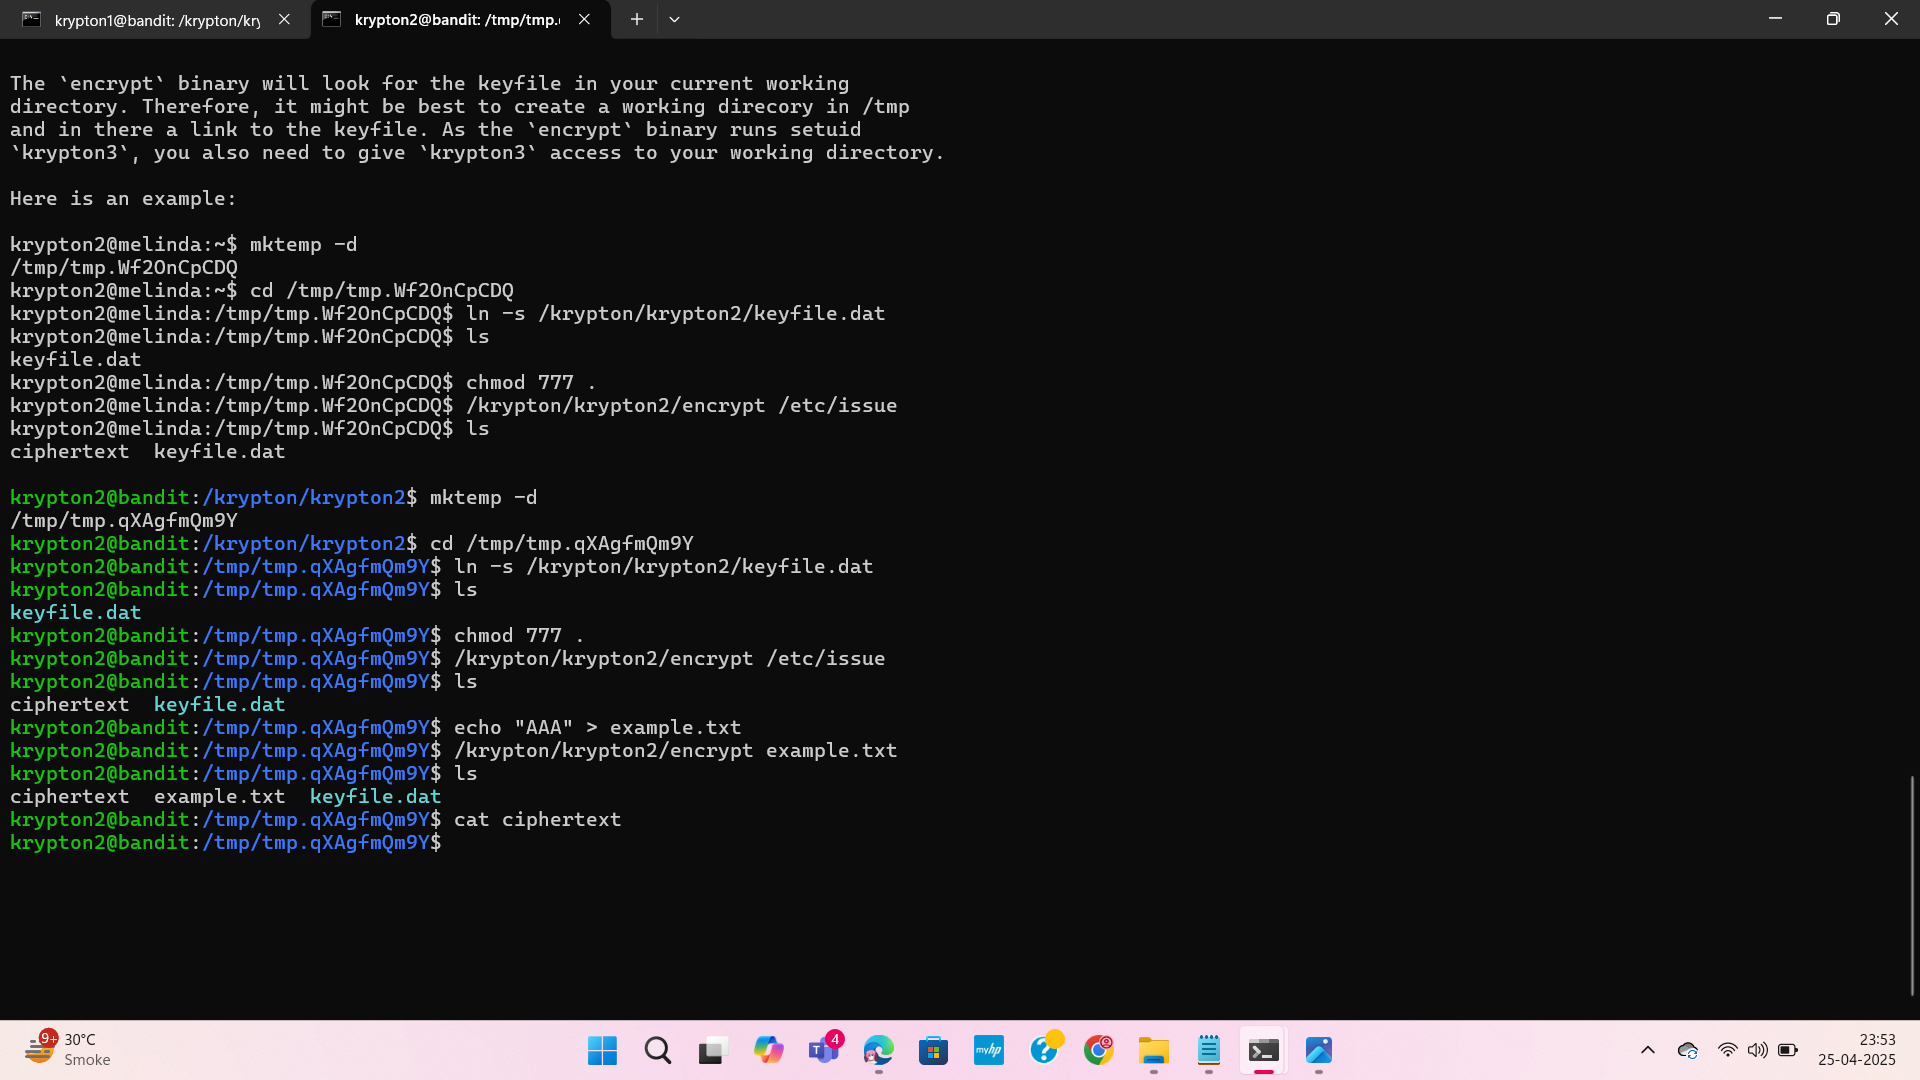 krypton1@bandit: /krypton/kry
krypton2@bandit: /tmp/tmp.
The `encrypt` binary will look for the keyfile in your current working
directory. Therefore, it might be best to create a working direcory in /tmp
and in there a link to the keyfile. As the `encrypt` binary runs setuid
`krypton3`, you also need to give `krypton3` access to your working directory.
Here is an example:
krypton2@melinda:~$ mktemp -d
/tmp/tmp.Wf2OnCpCDQ
krypton2@melinda:~$ cd /tmp/tmp.Wf2OnCpCDQ
krypton2@melinda:/tmp/tmp.Wf2OnCpCDQ$ ln -s /krypton/krypton2/keyfile.dat
krypton2@melinda:/tmp/tmp.Wf2OnCpCDQ$ ls
keyfile.dat
krypton2@melinda:/tmp/tmp.Wf2OnCpCDQ$ chmod 777 .
krypton2@melinda:/tmp/tmp.Wf2OnCpCDQ$ /krypton/krypton2/encrypt /etc/issue
krypton2@melinda:/tmp/tmp.Wf2OnCpCDQ$ ls
ciphertext  keyfile.dat
krypton2@bandit:/krypton/krypton2$ mktemp -d
/tmp/tmp.qXAgfmQm9Y
krypton2@bandit:/krypton/krypton2$ cd /tmp/tmp.qXAgfmQm9Y
krypton2@bandit:/tmp/tmp.qXAgfmQm9Y$ ln -s /krypton/krypton2/keyfile.dat
krypton2@bandit:/tmp/tmp.qXAgfmQm9Y$ ls
keyfile.dat
krypton2@bandit:/tmp/tmp.qXAgfmQm9Y$ chmod 777 .
krypton2@bandit:/tmp/tmp.qXAgfmQm9Y$ /krypton/krypton2/encrypt /etc/issue
krypton2@bandit:/tmp/tmp.qXAgfmQm9Y$ ls
ciphertext  keyfile.dat
krypton2@bandit:/tmp/tmp.qXAgfmQm9Y$ echo "AAA" > example.txt
krypton2@bandit:/tmp/tmp.qXAgfmQm9Y$ /krypton/krypton2/encrypt example.txt
krypton2@bandit:/tmp/tmp.qXAgfmQm9Y$ ls
ciphertext  example.txt  keyfile.dat
krypton2@bandit:/tmp/tmp.qXAgfmQm9Y$ cat ciphertext
krypton2@bandit:/tmp/tmp.qXAgfmQm9Y$
9+
30°C
Smoke
T
4
myhp
?
23:53
25-04-2025